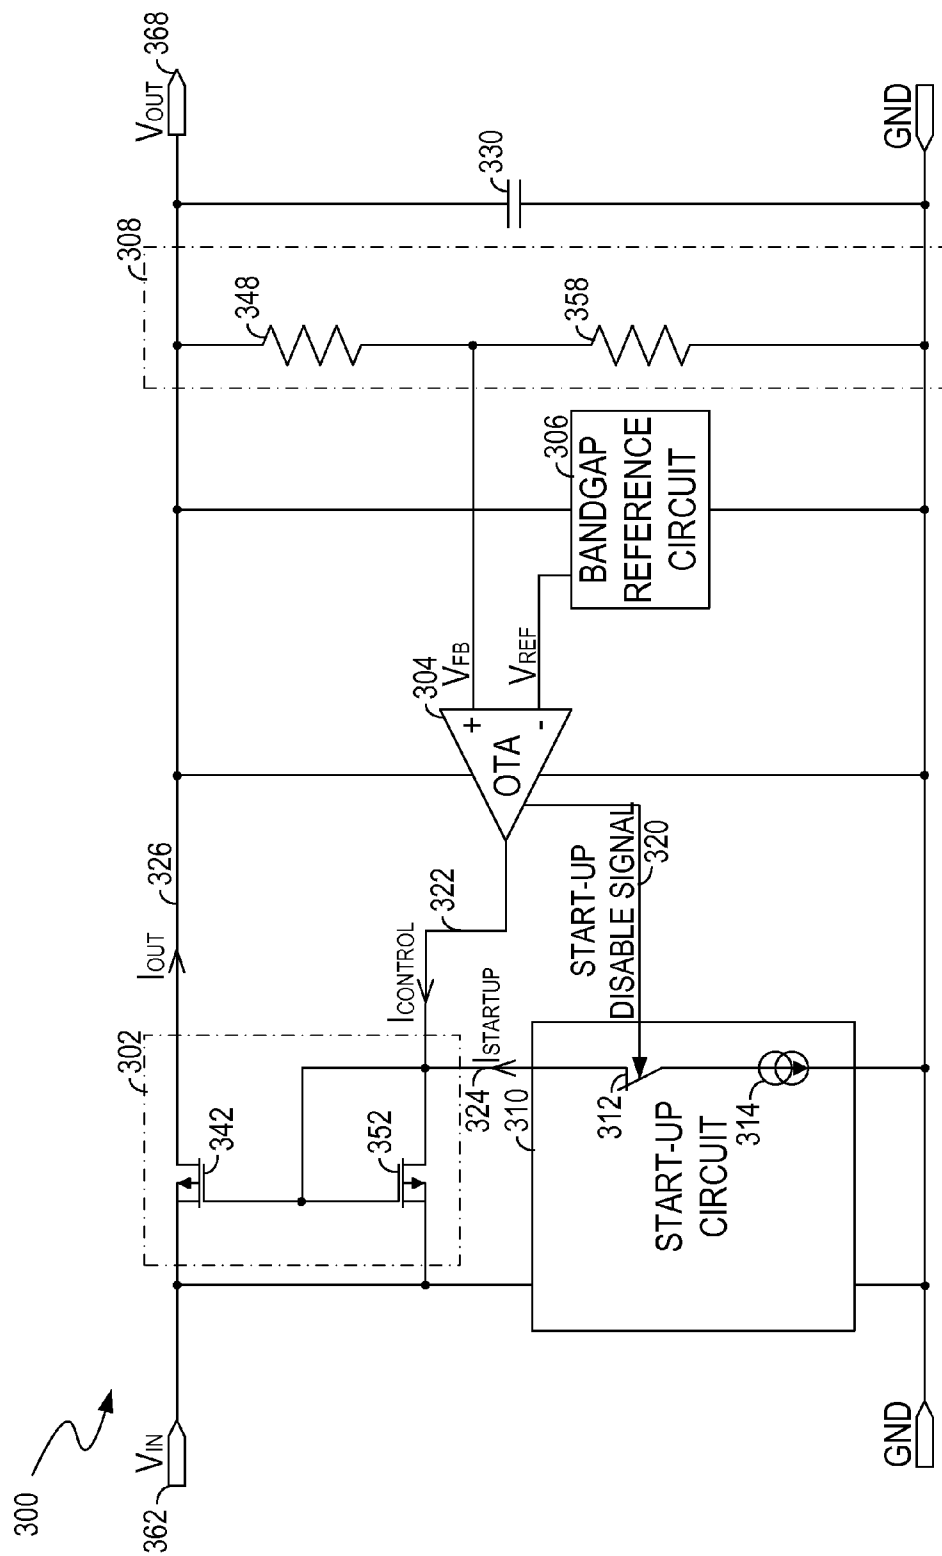 300
362
VIN
302
342
352
IOUT
326
ICONTROL
322
324
ISTARTUP
310
312
START-UP
CIRCUIT
314
START-UP
DISABLE SIGNAL
320
304
OTA
+
-
VFB
VREF
306
BANDGAP
REFERENCE
CIRCUIT
308
348
358
330
VOUT
368
GND
GND